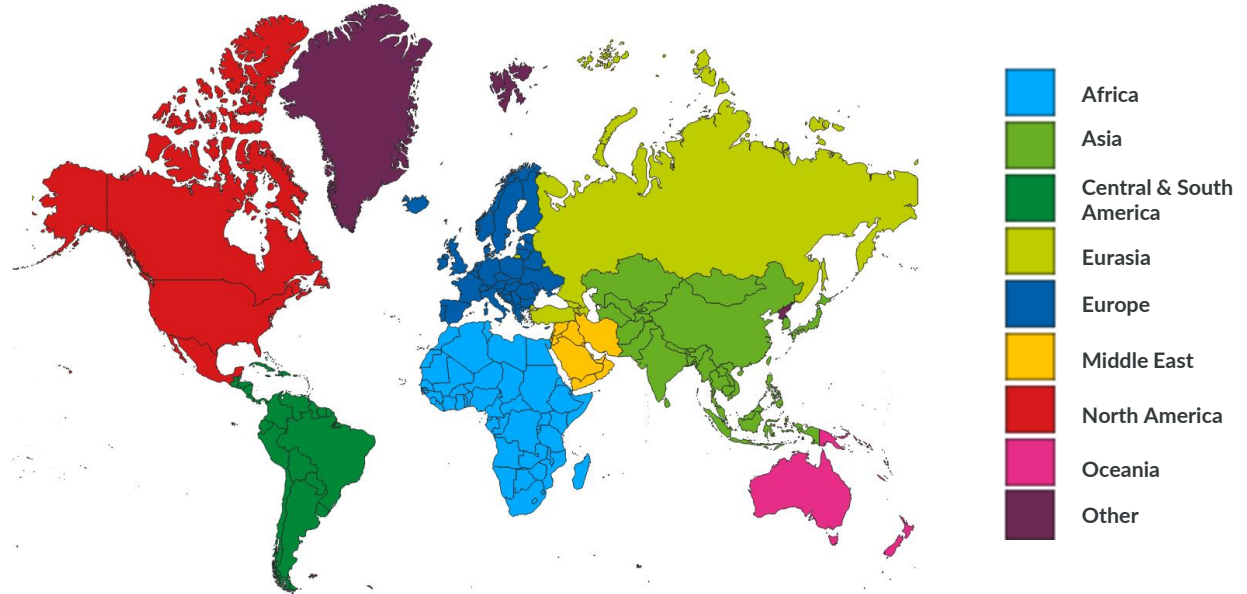 Africa
Asia
Central & South
America
Eurasia
Europe
Middle East
North America
Oceania
Other